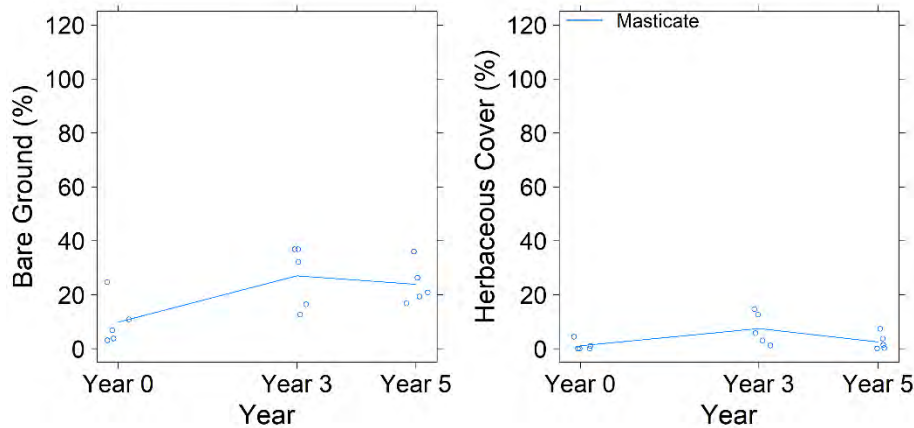 Bare Ground (%)
120
100
80
60
40
20
0
Year 0
Year 3
Year 5
Year
Herbaceous Cover (%)
Masticate
120
100
80
60
40
20
0
Year 0
Year 3
Year 5
Year